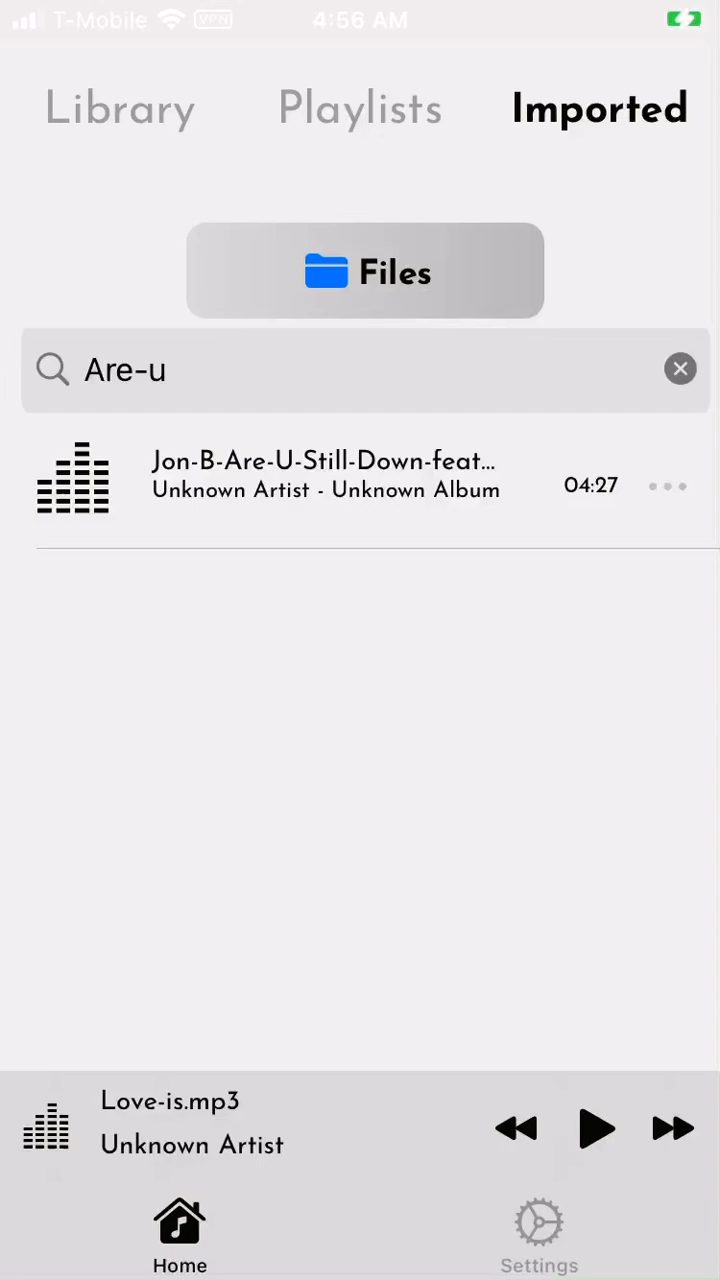 T-Mobile VPN 4:56 AM
Library Playlists Imported
Files
Are-u
Jon-B-Are-U-Still-Down-feat...
Unknown Artist - Unknown Album
04:27
Love-is.mp3
Unknown Artist
Home Settings